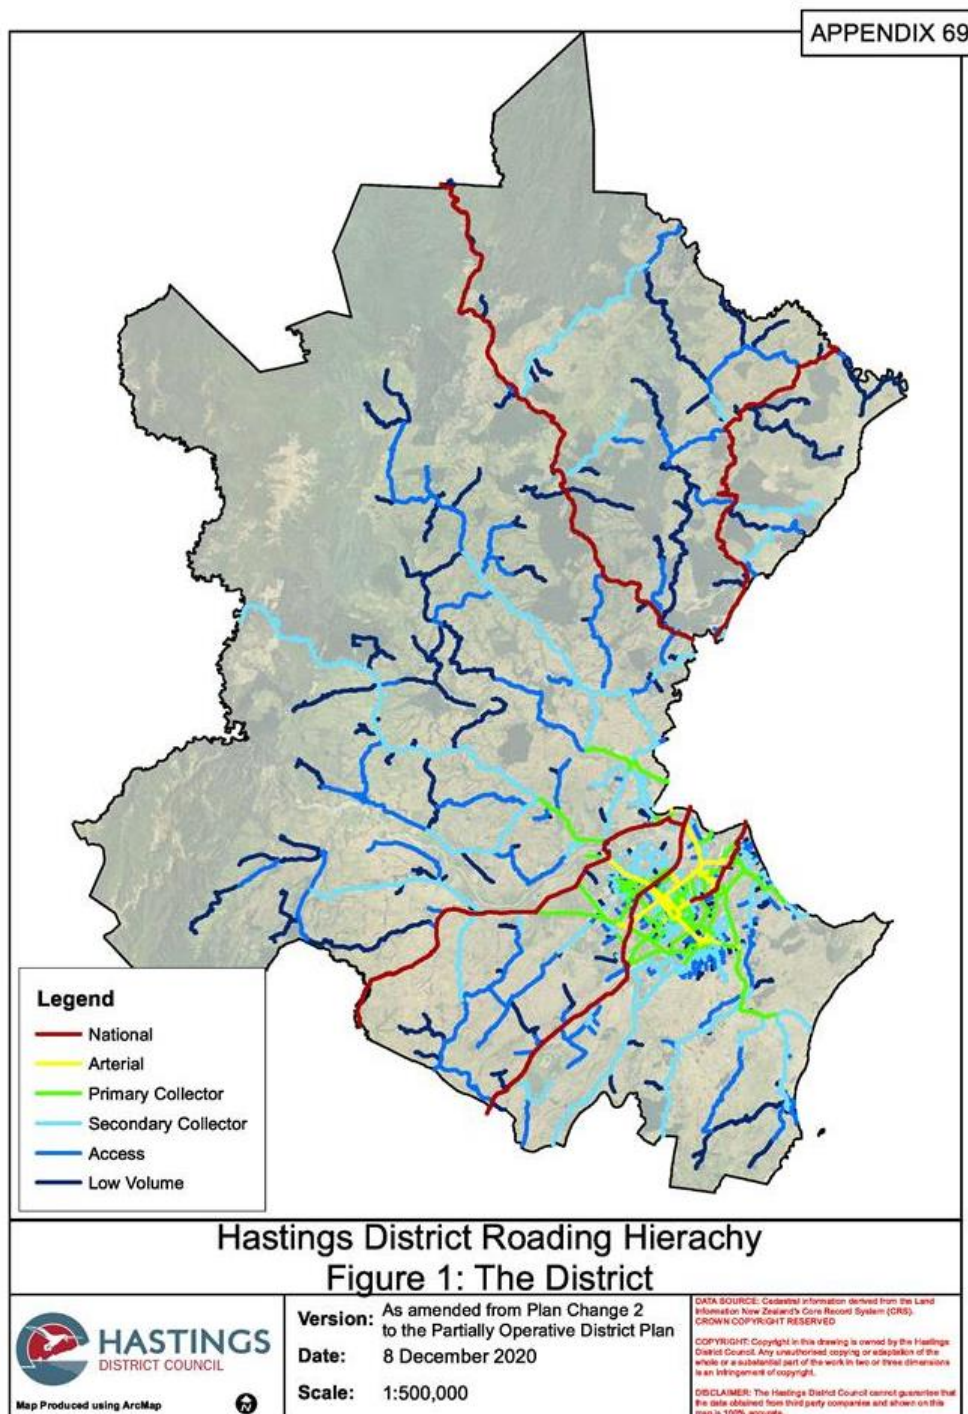 APPENDIX 69
Legend
National
Arterial
Primary Collector
Secondary Collector
Access
Low Volume
Hastings District Roading Hierachy
Figure 1: The District
HASTINGS
DISTRICT COUNCIL
Map Produced using ArcMap
N
Version: As amended from Plan Change 2
to the Partially Operative District Plan
Date: 8 December 2020
Scale: 1:500,000
DATA SOURCE: Cadastral information derived from the Land
Information New Zealand's Core Record System (CRS).
CROWN COPYRIGHT RESERVED
COPYRIGHT: Copyright in this drawing is owned by the Hastings
District Council. Any unauthorised copying or adaptation of the
whole or a substantial part of the work in two or three dimensions
is an infringement of copyright.
DISCLAIMER: The Hastings District Council cannot guarantee that
the data obtained from third party companies and shown on this
map is 100% accurate.